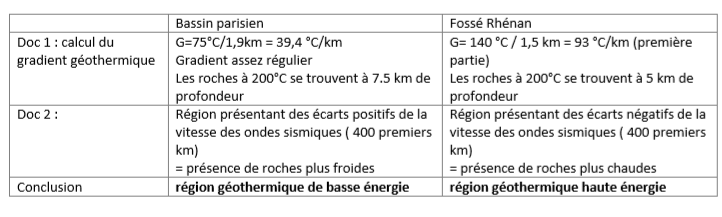 Bassin parisien
Fossé Rhénan
Doc 1 : calcul du
gradient géothermique
G=75°C/1,9km = 39,4 °C/km
Gradient assez régulier
Les roches à 200°C se trouvent à 7.5 km de
profondeur
G= 140 °C / 1,5 km = 93 °C/km (première
partie)
Les roches à 200°C se trouvent à 5 km de
profondeur
Doc 2 :
Région présentant des écarts positifs de la
vitesse des ondes sismiques ( 400 premiers
km)
= présence de roches plus froides
Région présentant des écarts négatifs de la
vitesse des ondes sismiques ( 400 premiers
km)
= présence de roches plus chaudes
Conclusion
région géothermique de basse énergie
région géothermique haute énergie